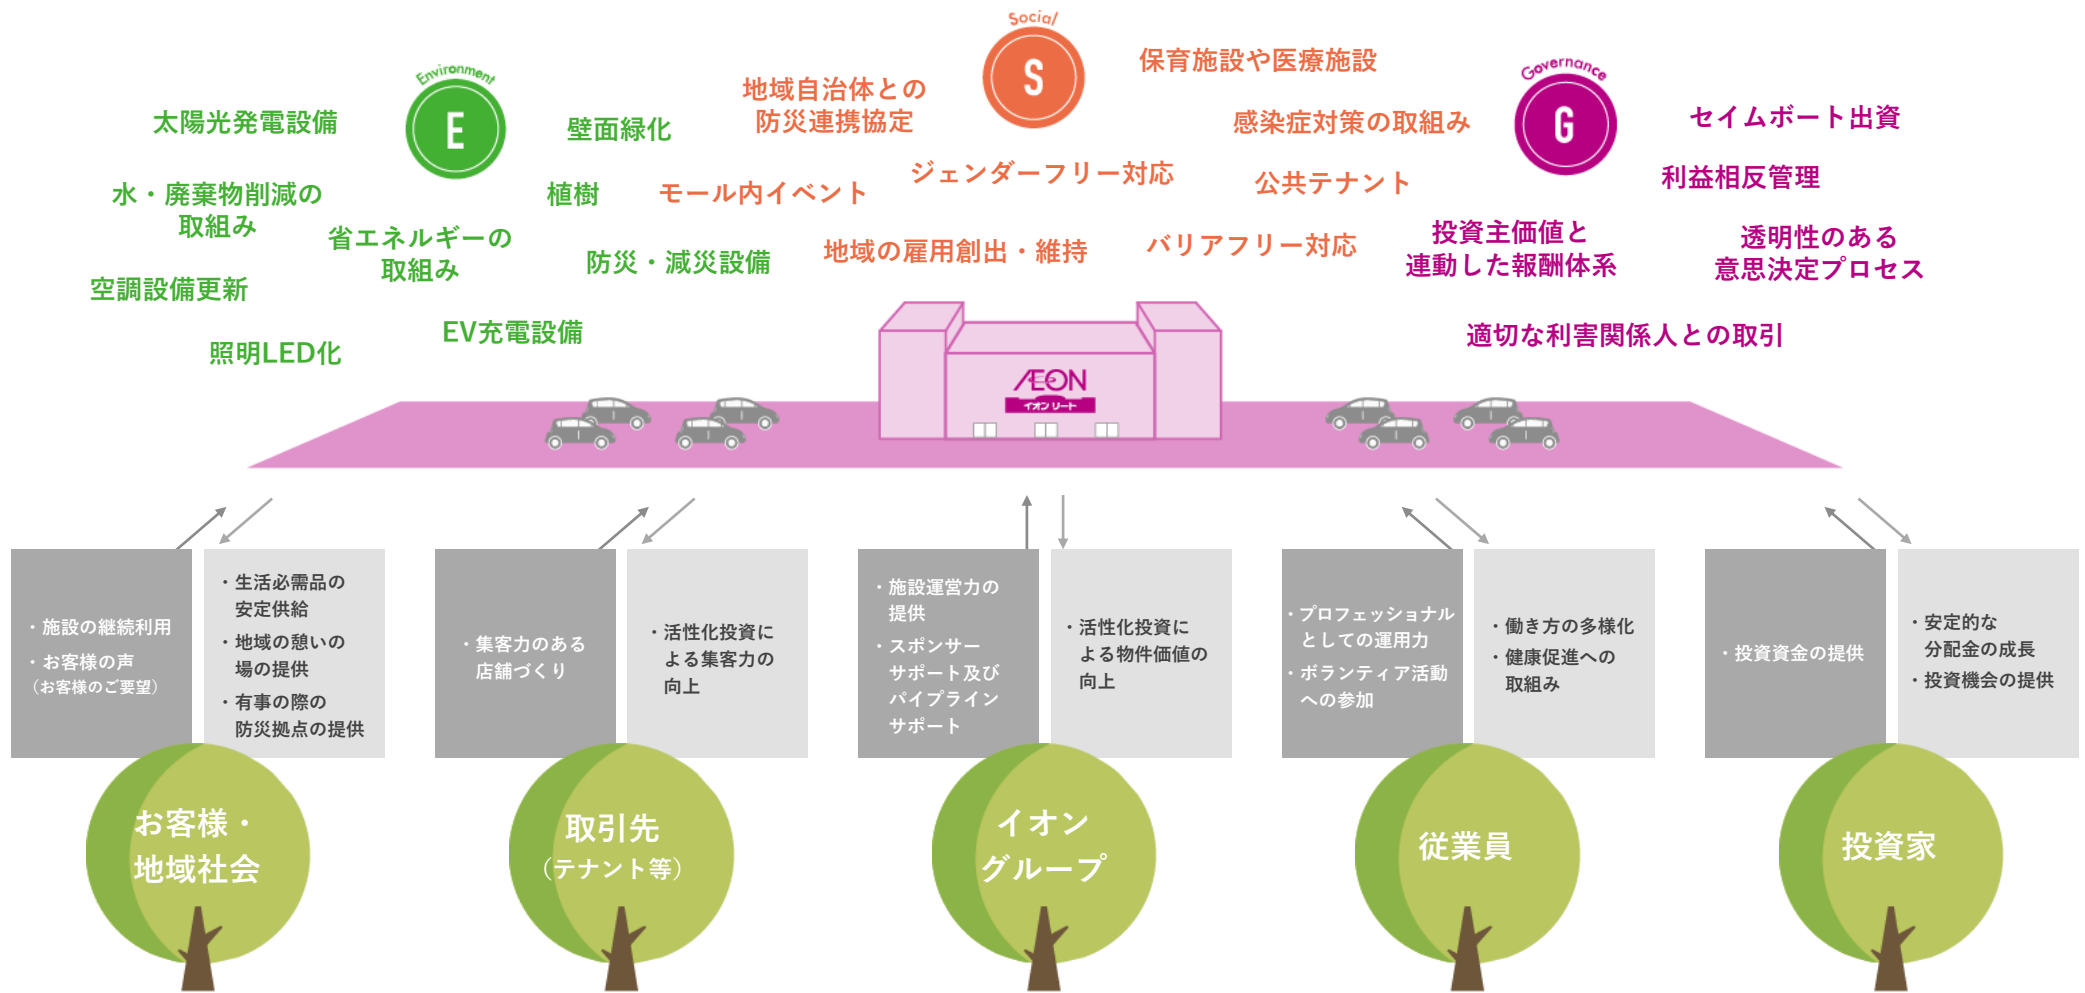 Environment
E
太陽光発電設備
壁面緑化
水・廃棄物削減の
取組み
植樹
省エネルギーの
取組み
防災・減災設備
空調設備更新
EV充電設備
照明LED化
Social
S
保育施設や医療施設
地域自治体との
防災連携協定
感染症対策の取組み
ジェンダーフリー対応
モール内イベント
公共テナント
地域の雇用創出・維持
バリアフリー対応
Governance
G
セイムボート出資
利益相反管理
投資主価値と
連動した報酬体系
透明性のある
意思決定プロセス
適切な利害関係人との取引
ÆON
イオンリート
・施設の継続利用
・お客様の声
（お客様のご要望）
・生活必需品の
安定供給
・地域の憩いの
場の提供
・有事の際の
防災拠点の提供
お客様・
地域社会
・集客力のある
店舗づくり
・活性化投資に
よる集客力の
向上
取引先
（テナント等）
・施設運営力の
提供
・スポンサー
サポート及び
パイプライン
サポート
・活性化投資に
よる物件価値の
向上
イオン
グループ
・プロフェッショナル
としての運用力
・ボランティア活動
への参加
・働き方の多様化
・健康促進への
取組み
従業員
・投資資金の提供
・安定的な
分配金の成長
・投資機会の提供
投資家